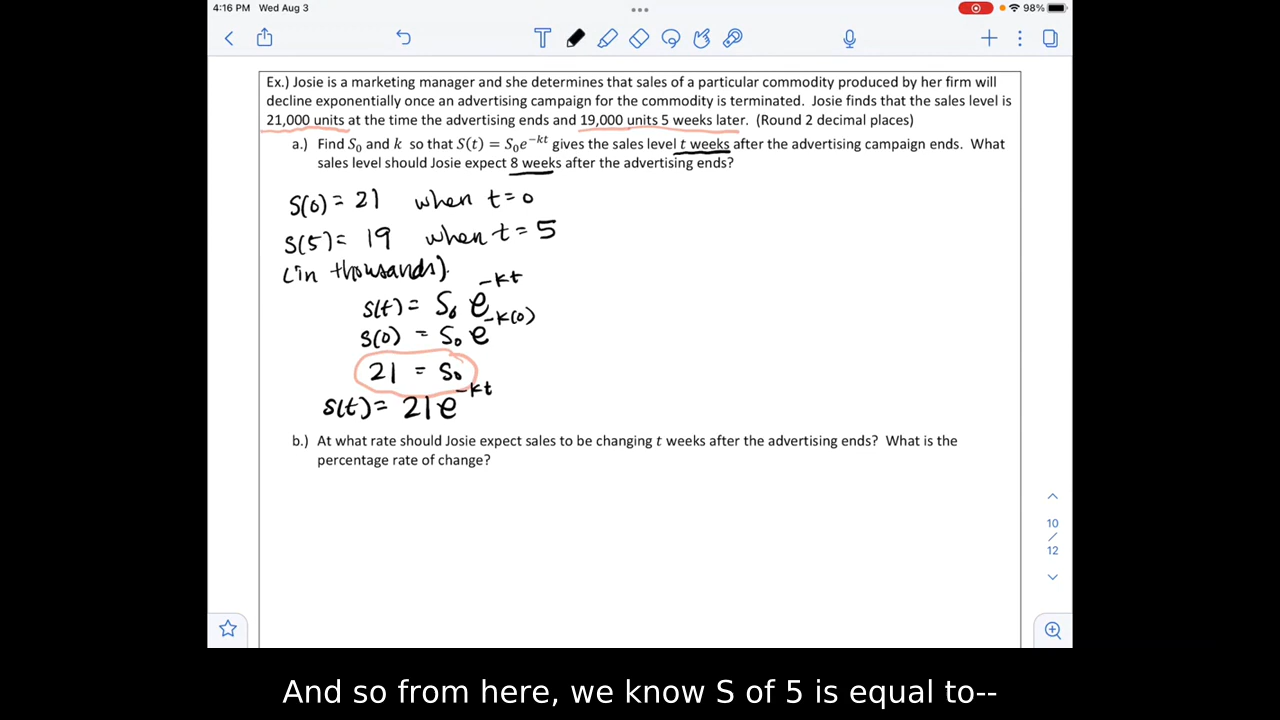 4:16 PM Wed Aug 3
98%
Ex.) Josie is a marketing manager and she determines that sales of a particular commodity produced by her firm will
decline exponentially once an advertising campaign for the commodity is terminated. Josie finds that the sales level is
21,000 units at the time the advertising ends and 19,000 units 5 weeks later. (Round 2 decimal places)
a.) Find S₀ and k so that S(t) = S₀e^{-kt} gives the sales level t weeks after the advertising campaign ends. What
sales level should Josie expect 8 weeks after the advertising ends?
S(0) = 21 when t = 0
S(5) = 19 when t = 5
(in thousands).
S(t) = S₀ e^{-kt}
S(0) = S₀ e^{-k(0)}
21 = S₀
S(t) = 21e^{-kt}
b.) At what rate should Josie expect sales to be changing t weeks after the advertising ends? What is the
percentage rate of change?
10
/
12
And so from here, we know S of 5 is equal to--